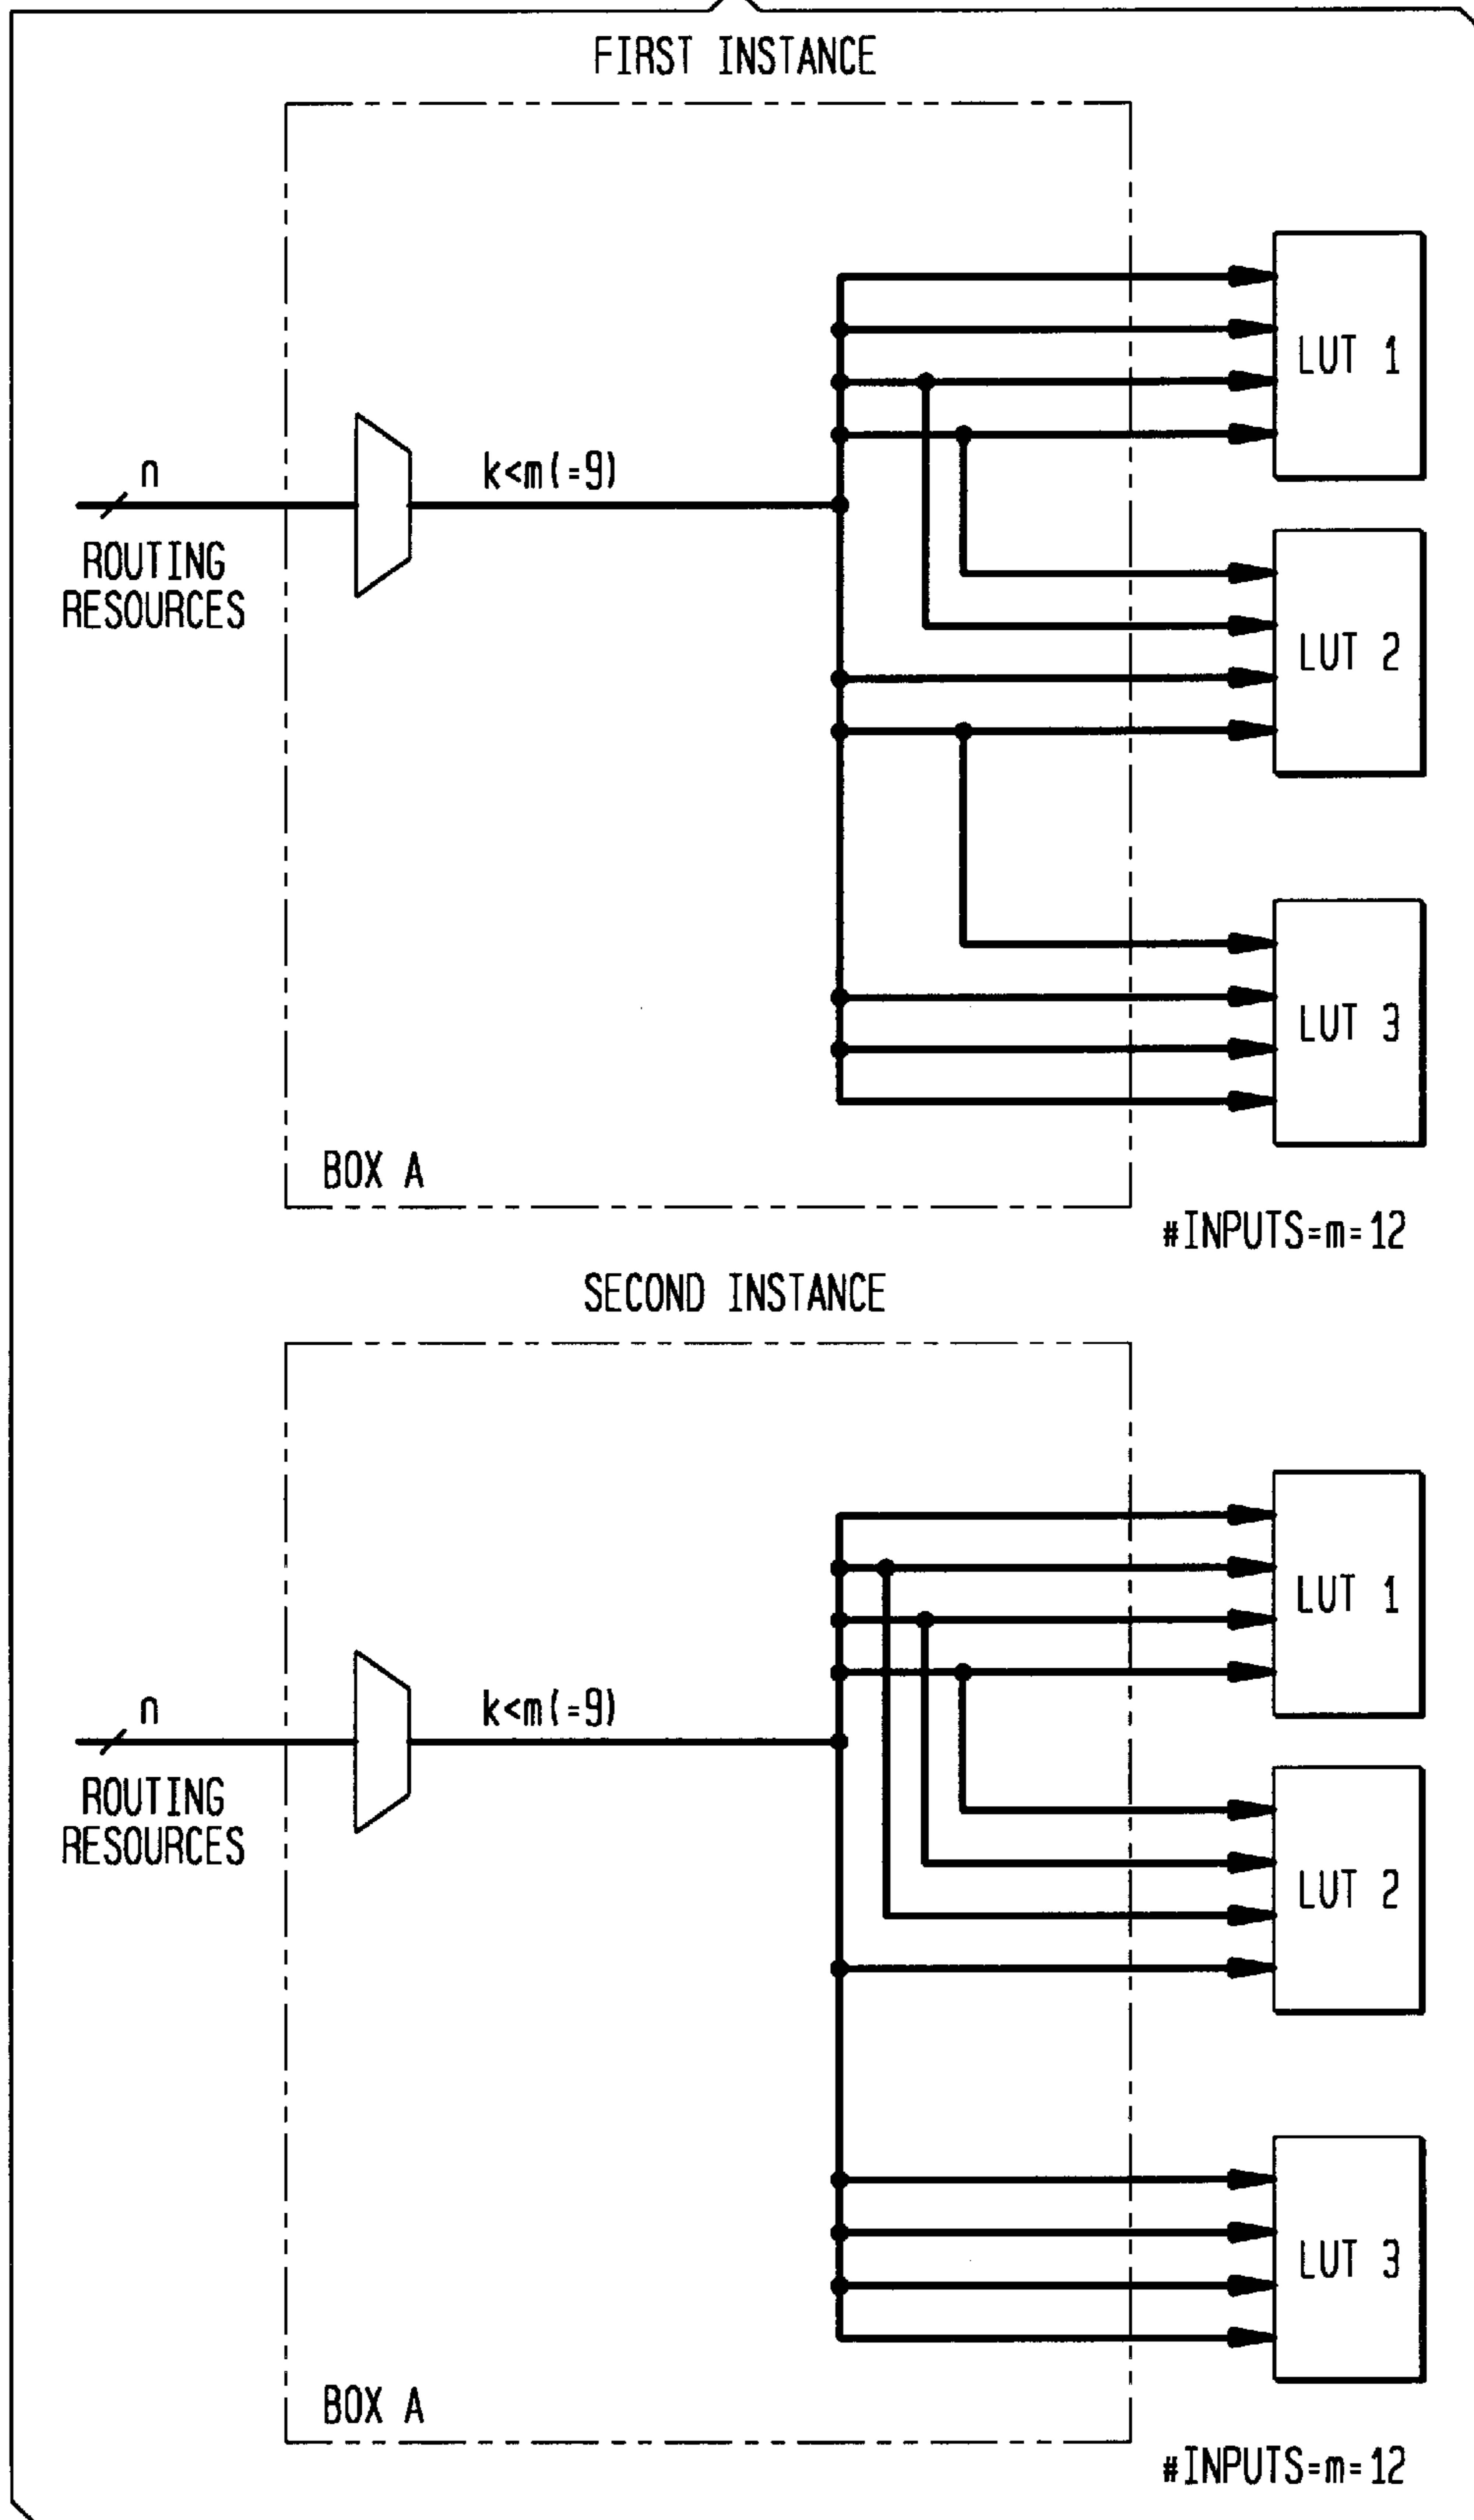 FIRST INSTANCE
LUT 1
n
k<m(=9)
ROUTING
RESOURCES
LUT 2
LUT 3
BOX A
#INPUTS=m=12
SECOND INSTANCE
LUT 1
n
k<m(=9)
ROUTING
RESOURCES
LUT 2
LUT 3
BOX A
#INPUTS=m=12